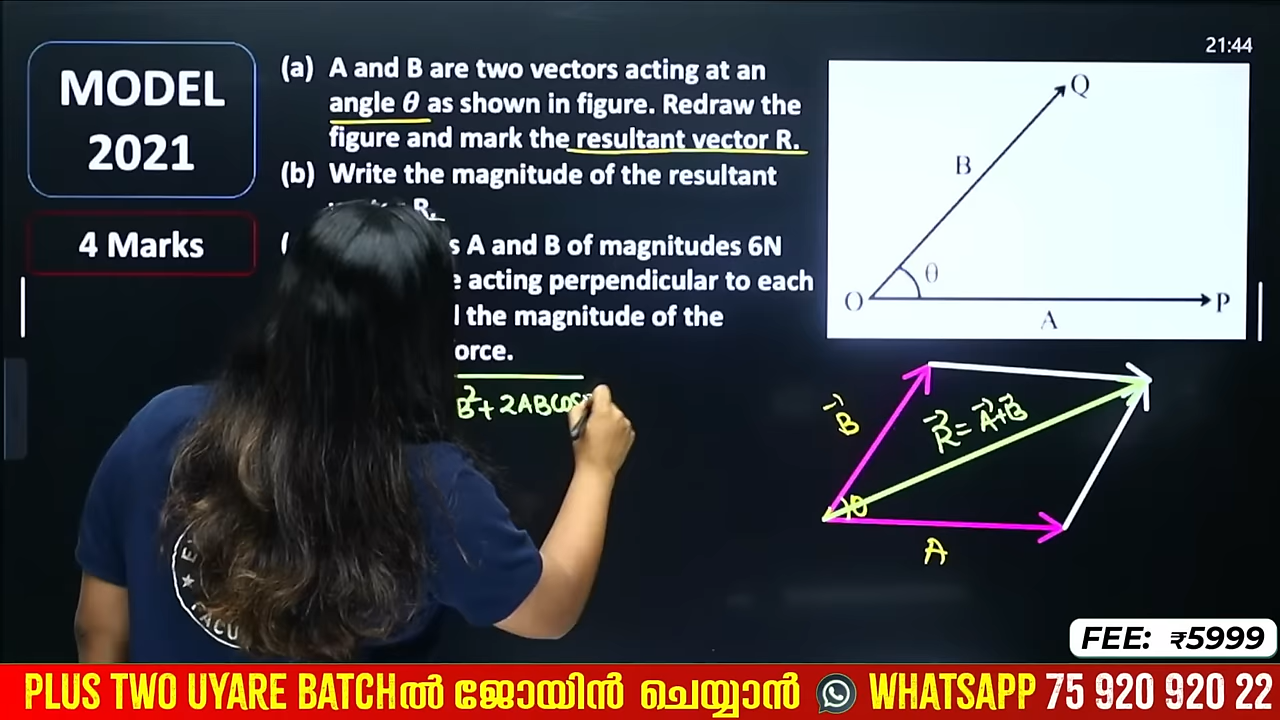 21:44
MODEL
2021
4 Marks
(a) A and B are two vectors acting at an
angle θ as shown in figure. Redraw the
figure and mark the resultant vector R.
(b) Write the magnitude of the resultant
R.
(
s A and B of magnitudes 6N
e acting perpendicular to each
the magnitude of the
orce.
B²+ 2ABcos
Q
B
θ
O
A
P
B⃗
R⃗ = A⃗+B⃗
θ
A
FEE: ₹5999
PLUS TWO UYARE BATCHൽ ജോയിൻ ചെയ്യാൻ WHATSAPP 75 920 920 22